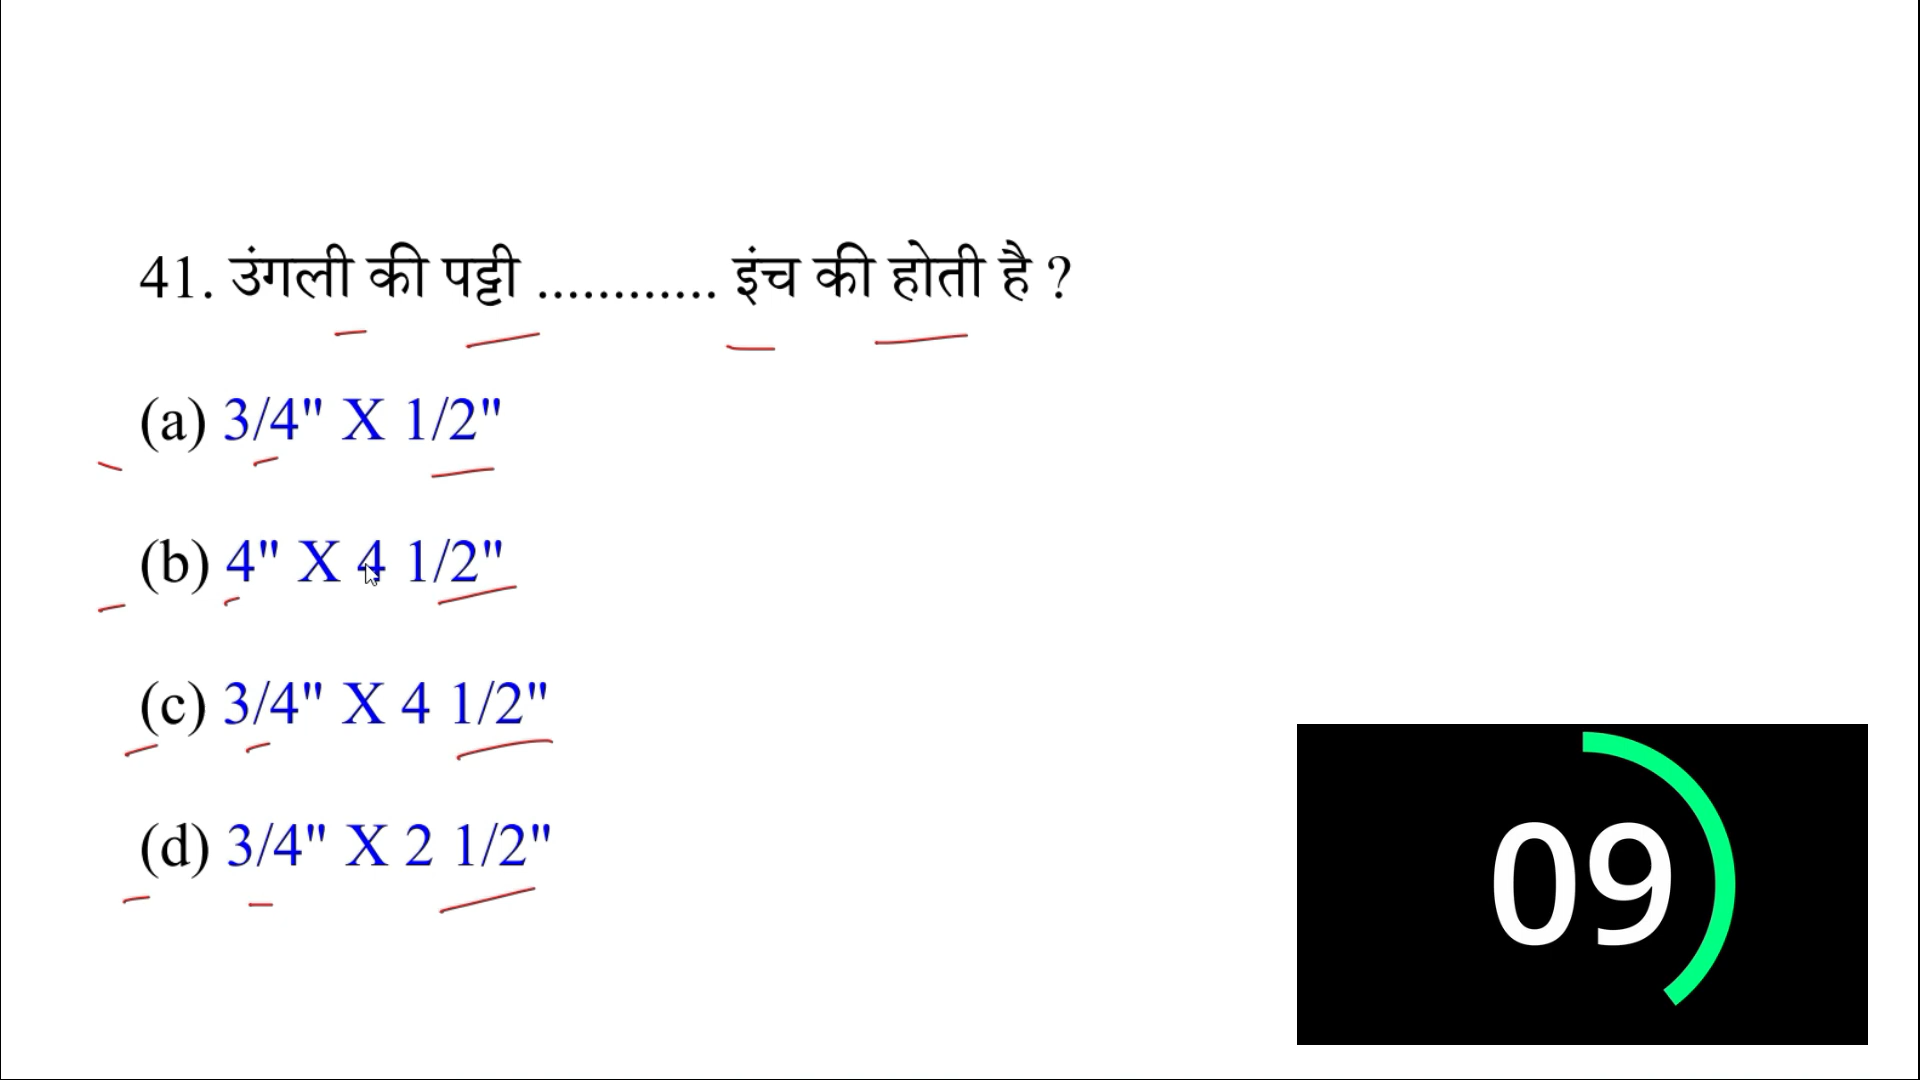 41. उंगली की पट्टी ............ इंच की होती है ?
(a) 3/4" X 1/2"
(b) 4" X 4 1/2"
(c) 3/4" X 4 1/2"
(d) 3/4" X 2 1/2"
09